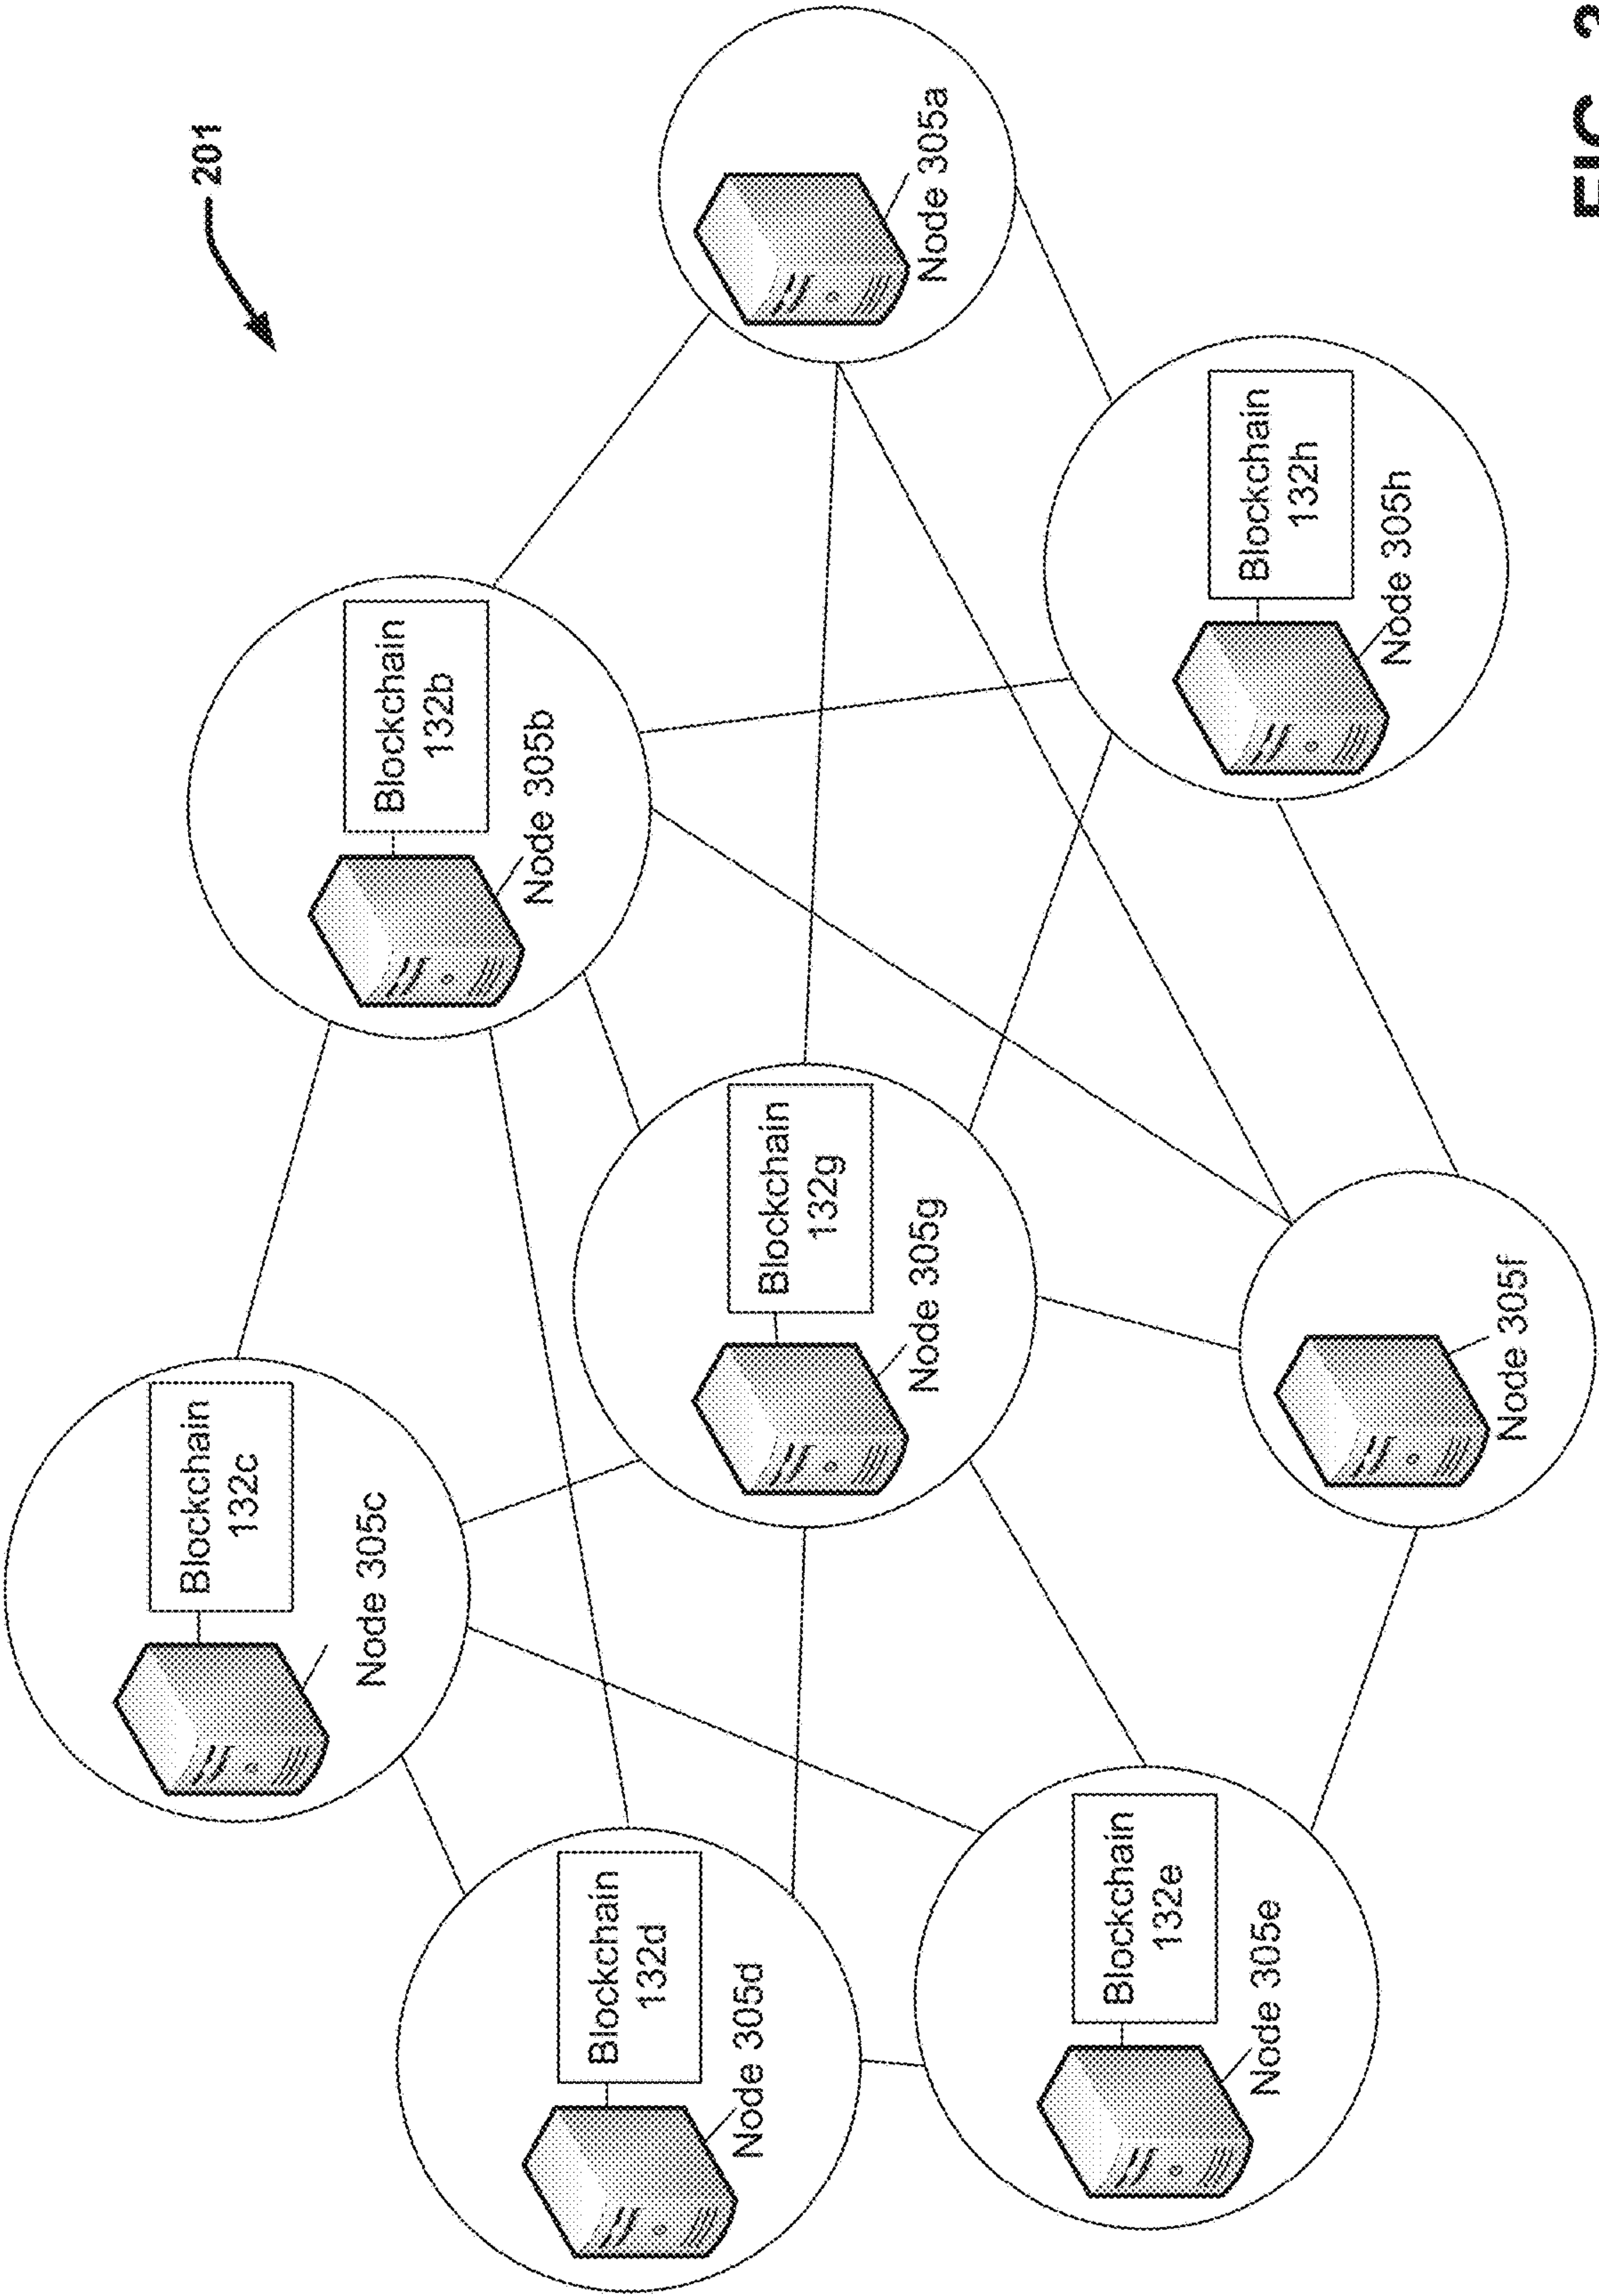 Blockchain
132c
201
Node 305c
Blockchain
132b
Node 305b
Blockchain
132d
Node 305d
Blockchain
132g
Node 305g
Node 305a
Blockchain
132e
Node 305e
Blockchain
132h
Node 305h
Node 305f
FIG.